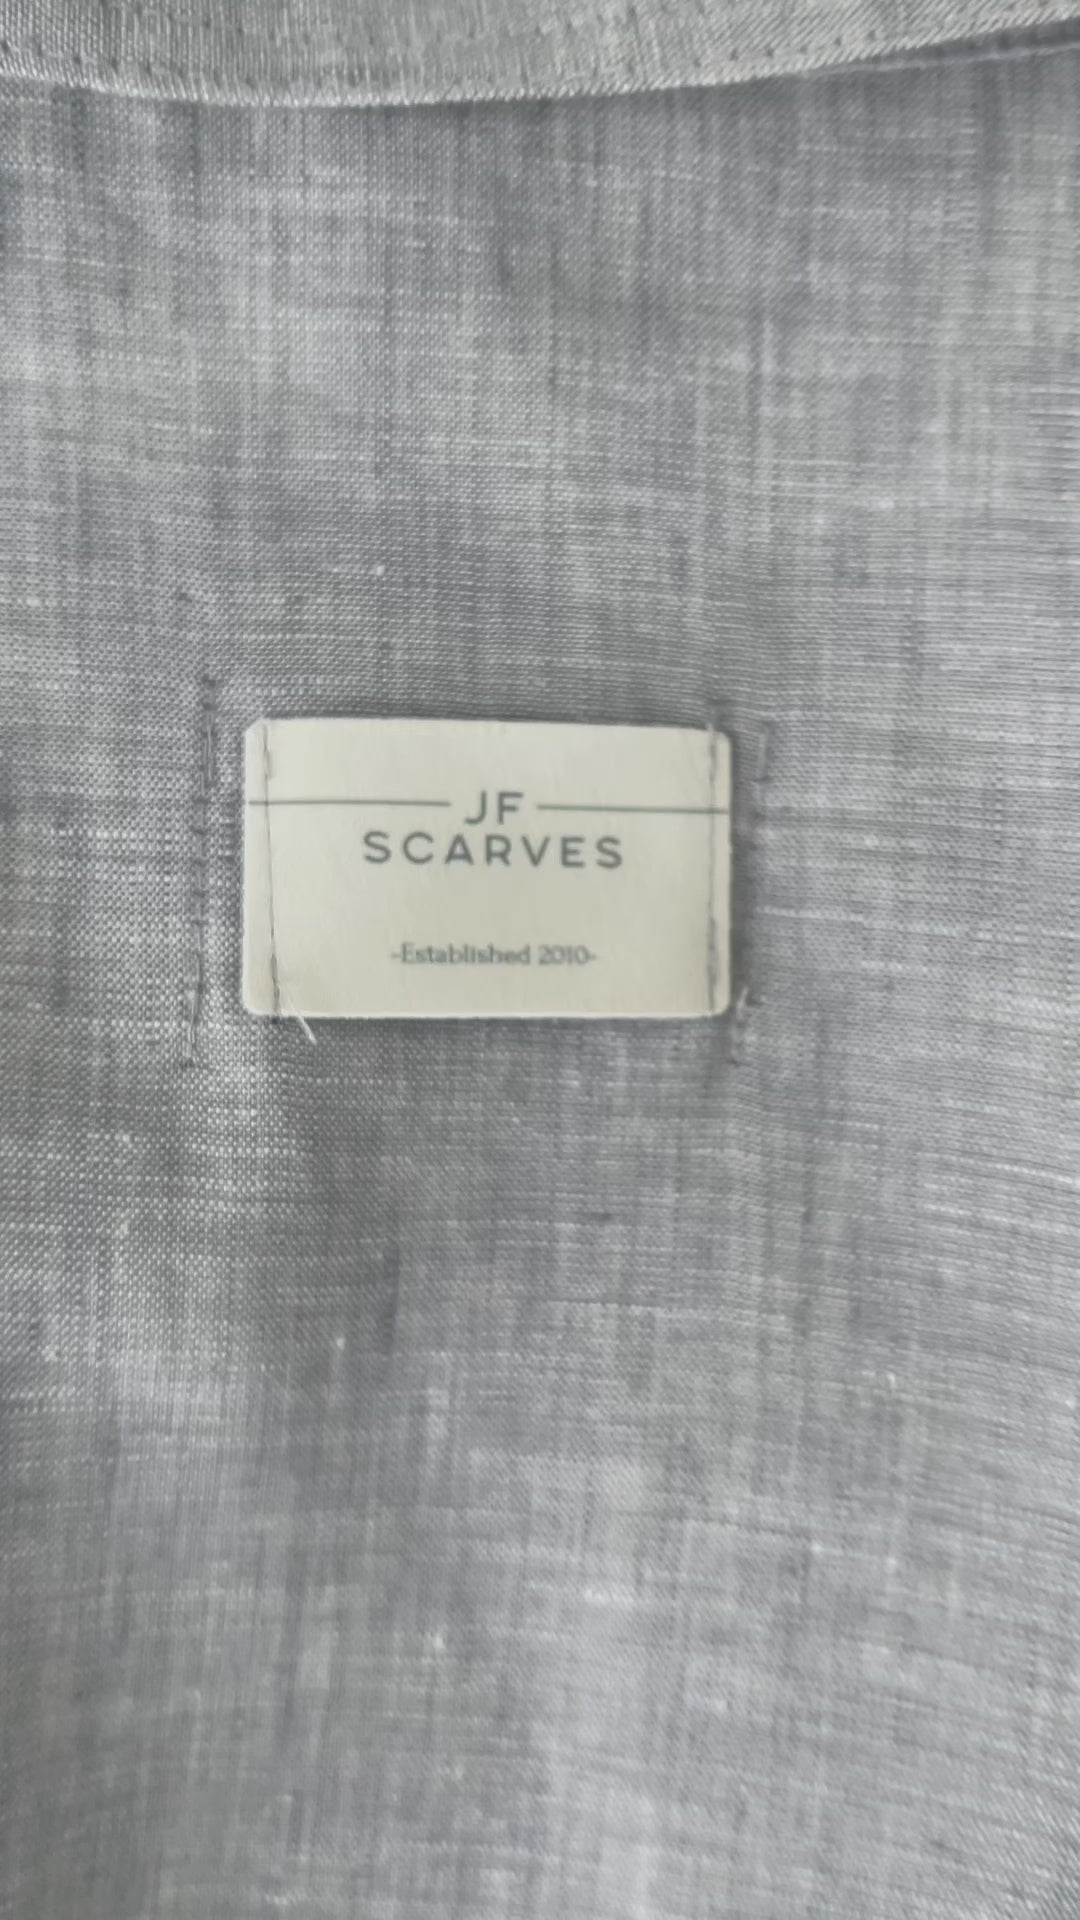 JF
SCARVES
-Established 2010-